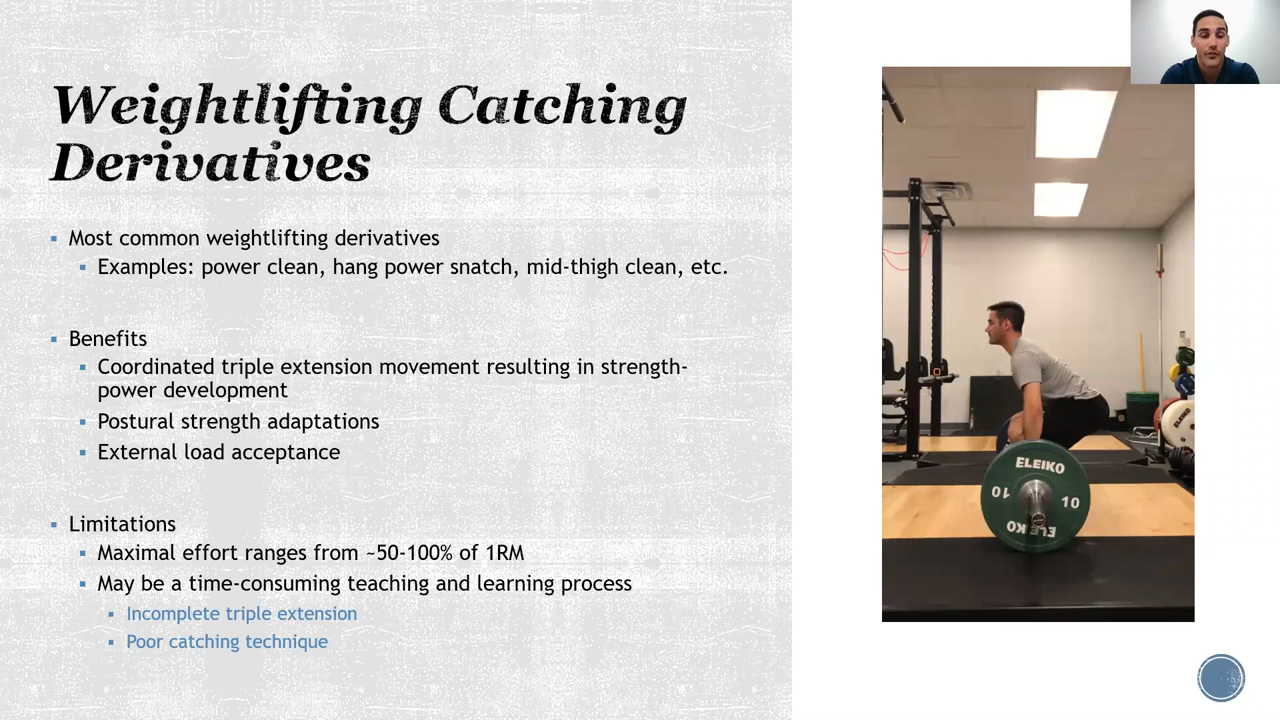 Weightlifting Catching
Derivatives
Most common weightlifting derivatives
Examples: power clean, hang power snatch, mid-thigh clean, etc.
Benefits
Coordinated triple extension movement resulting in strength-
power development
Postural strength adaptations
External load acceptance
Limitations
Maximal effort ranges from ~50-100% of 1RM
May be a time-consuming teaching and learning process
Incomplete triple extension
Poor catching technique
ELEIKO
10 10
ELEIKO
ELEIKO